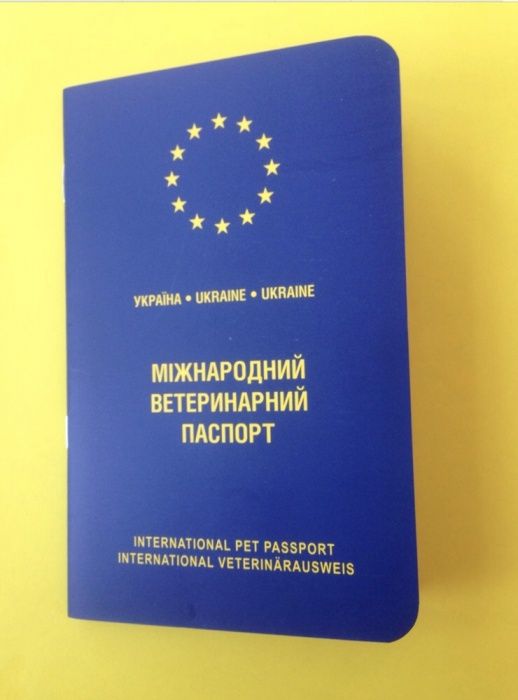 УКРАЇНА • UKRAINE • UKRAINE
МІЖНАРОДНИЙ
ВЕТЕРИНАРНИЙ
ПАСПОРТ
INTERNATIONAL PET PASSPORT
INTERNATIONAL VETERINÄRAUSWEIS